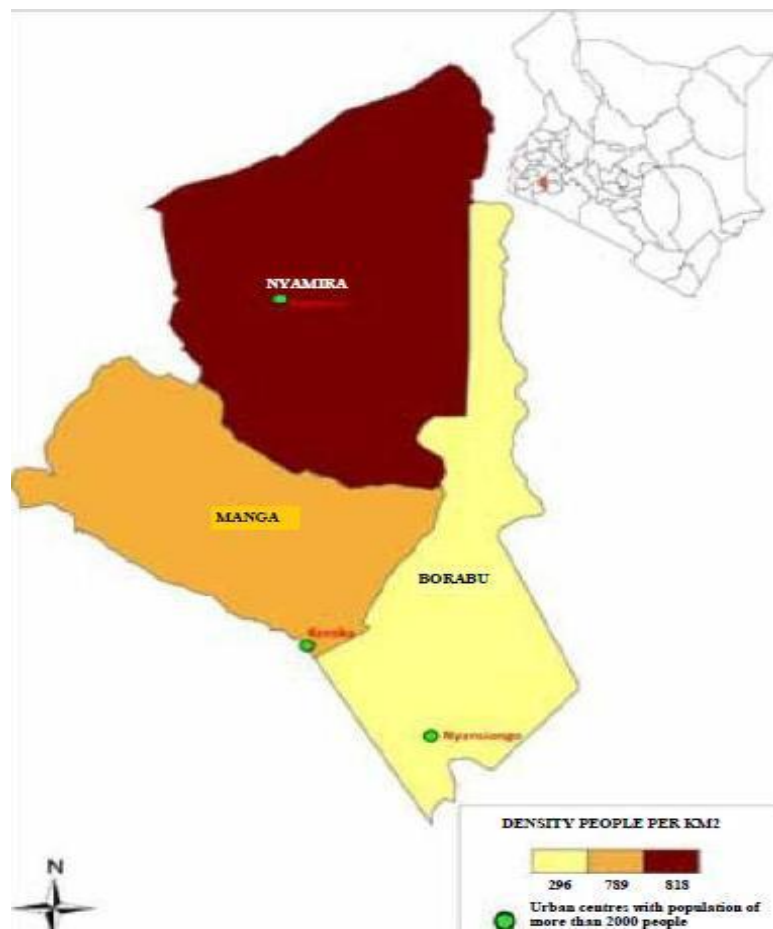 NYAMIRA
MANGA
BORABU
Nyansiongo
DENSITY PEOPLE PER KM2
296 789 818
Urban centres with population of
more than 2000 people
N